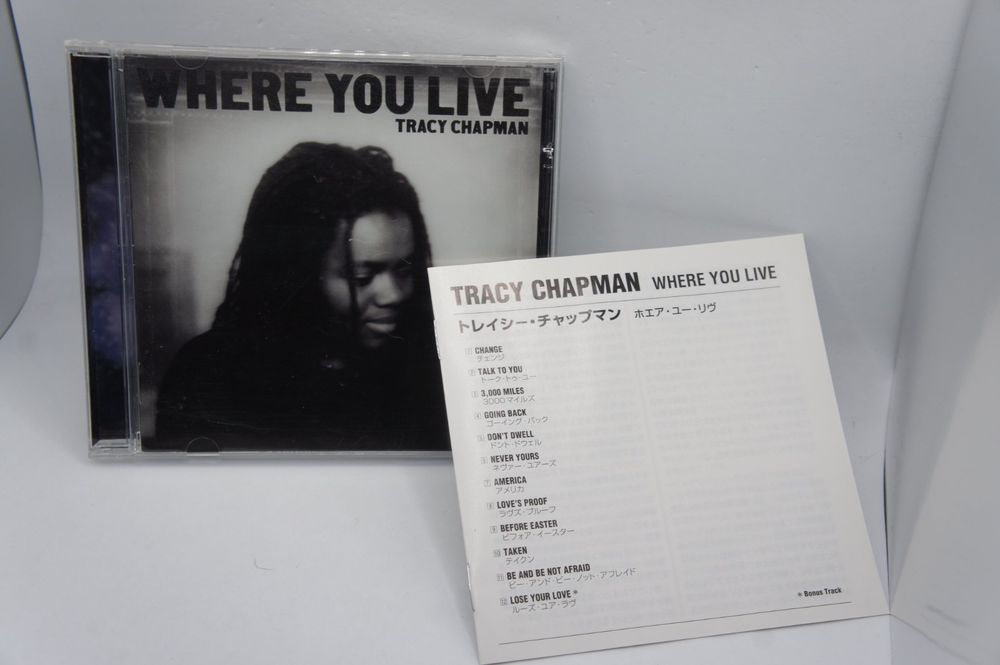 WHERE YOU LIVE
TRACY CHAPMAN
TRACY CHAPMAN WHERE YOU LIVE
トレイシー・チャップマン ホエア・ユー・リヴ
1 CHANGE
チェンジ
2 TALK TO YOU
トーク・トゥ・ユー
3 3,000 MILES
3000マイルズ
4 GOING BACK
ゴーイング・バック
5 DON'T DWELL
ドント・ドウェル
6 NEVER YOURS
ネヴァー・ユアーズ
7 AMERICA
アメリカ
8 LOVE'S PROOF
ラヴズ・プルーフ
9 BEFORE EASTER
ビフォア・イースター
10 TAKEN
テイクン
11 BE AND BE NOT AFRAID
ビー・アンド・ビー・ノット・アフレイド
12 LOSE YOUR LOVE *
ルーズ・ユア・ラヴ
* Bonus Track